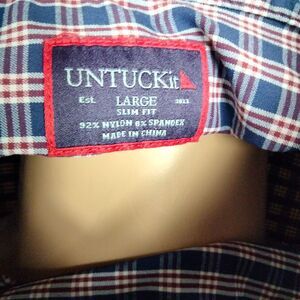 UNTUCKit
Est. LARGE 2011
SLIM FIT
92% NYLON 8% SPANDEX
MADE IN CHINA